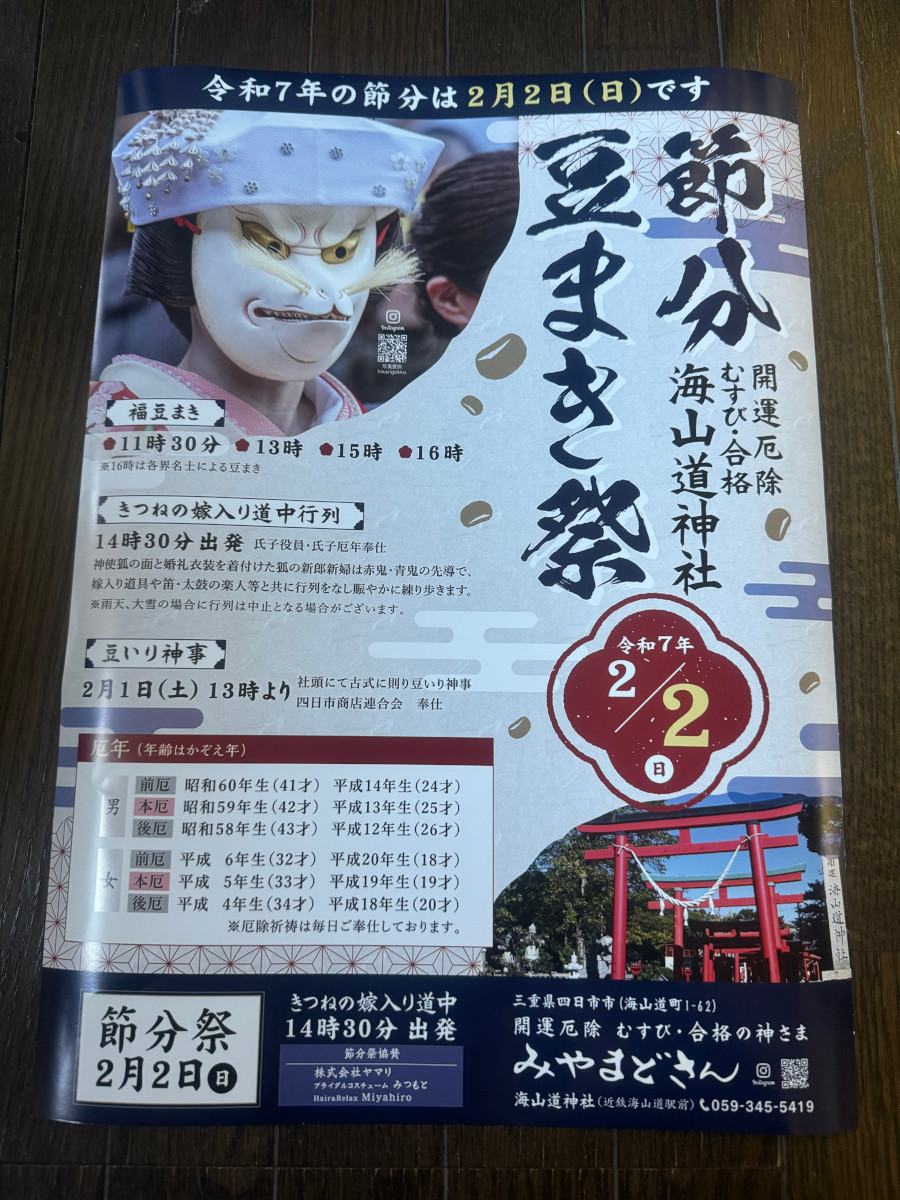 令和7年の節分は2月2日(日)です
節分
豆まき祭
開運厄除
むすび・合格
海山道神社
Instagram
写真提供
hikarigokko
福豆まき
11時30分 13時 15時 16時
※16時は各界名士による豆まき
きつねの嫁入り道中行列
14時30分出発 氏子役員・氏子厄年奉仕
神使狐の面と婚礼衣装を着付けた狐の新郎新婦は赤鬼・青鬼の先導で、
嫁入り道具や笛・太鼓の楽人等と共に行列をなし賑やかに練り歩きます。
※雨天、大雪の場合に行列は中止となる場合がございます。
豆いり神事
2月1日(土) 13時より
社頭にて古式に則り豆いり神事
四日市商店連合会 奉仕
令和7年
2/2
日
厄年(年齢はかぞえ年)
男
前厄 昭和60年生(41才) 平成14年生(24才)
本厄 昭和59年生(42才) 平成13年生(25才)
後厄 昭和58年生(43才) 平成12年生(26才)
女
前厄 平成 6年生(32才) 平成20年生(18才)
本厄 平成 5年生(33才) 平成19年生(19才)
後厄 平成 4年生(34才) 平成18年生(20才)
※厄除祈祷は毎日ご奉仕しております。
海山道神社
節分祭
2月2日日
きつねの嫁入り道中
14時30分 出発
節分祭協賛
株式会社ヤマリ
ブライダルコスチューム みつもと
Hair&Relax Miyahiro
三重県四日市市(海山道町1-62)
開運厄除 むすび・合格の神さま
みやまどさん
Instagram
海山道神社(近鉄海山道駅前) 059-345-5419